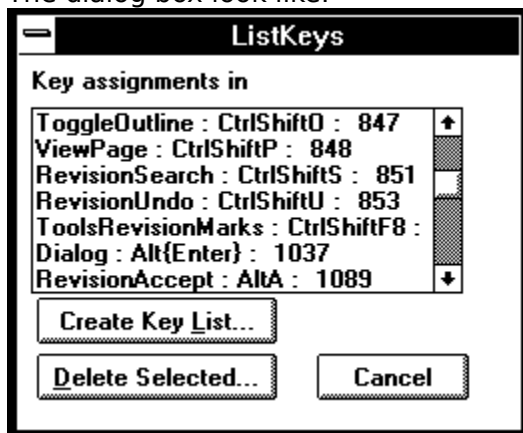 The dialog box look like:
ListKeys
Key assignments in
ToggleOutline : CtrlShiftO : 847
ViewPage : CtrlShiftP : 848
RevisionSearch : CtrlShiftS : 851
RevisionUndo : CtrlShiftU : 853
ToolsRevisionMarks : CtrlShiftF8 :
Dialog : Alt{Enter} : 1037
RevisionAccept : AltA : 1089
Create Key List...
Delete Selected... Cancel